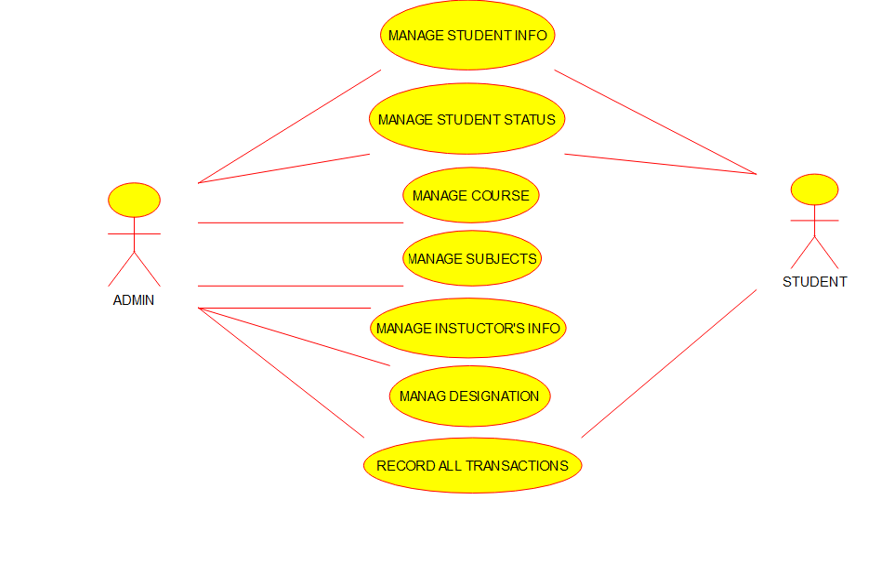 MANAGE STUDENT INFO
MANAGE STUDENT STATUS
MANAGE COURSE
MANAGE SUBJECTS
ADMIN
STUDENT
MANAGE INSTUCTOR'S INFO
MANAG DESIGNATION
RECORD ALL TRANSACTIONS